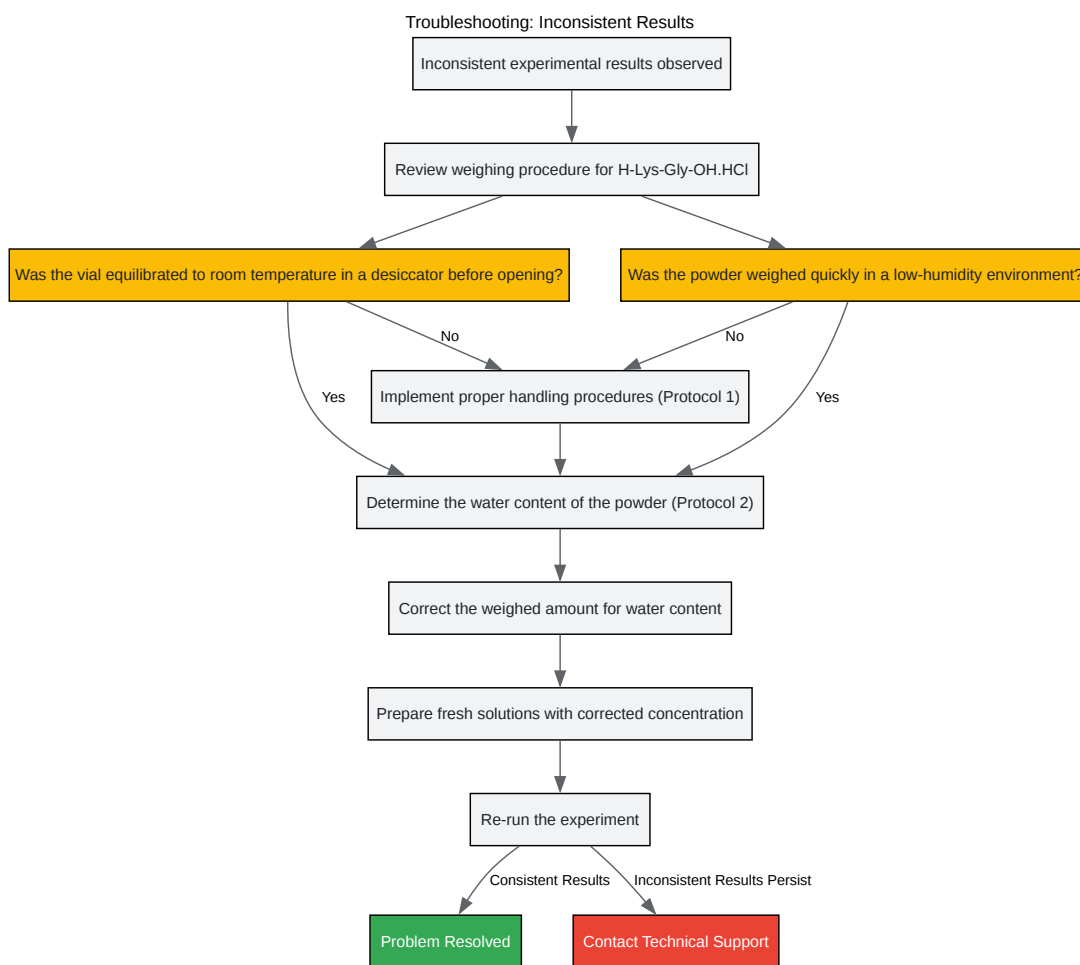 Troubleshooting: Inconsistent Results
Inconsistent experimental results observed
Review weighing procedure for H-Lys-Gly-OH.HCl
Was the vial equilibrated to room temperature in a desiccator before opening?
Was the powder weighed quickly in a low-humidity environment?
No
No
Implement proper handling procedures (Protocol 1)
Yes
Yes
Determine the water content of the powder (Protocol 2)
Correct the weighed amount for water content
Prepare fresh solutions with corrected concentration
Re-run the experiment
Consistent Results
Inconsistent Results Persist
Problem Resolved
Contact Technical Support